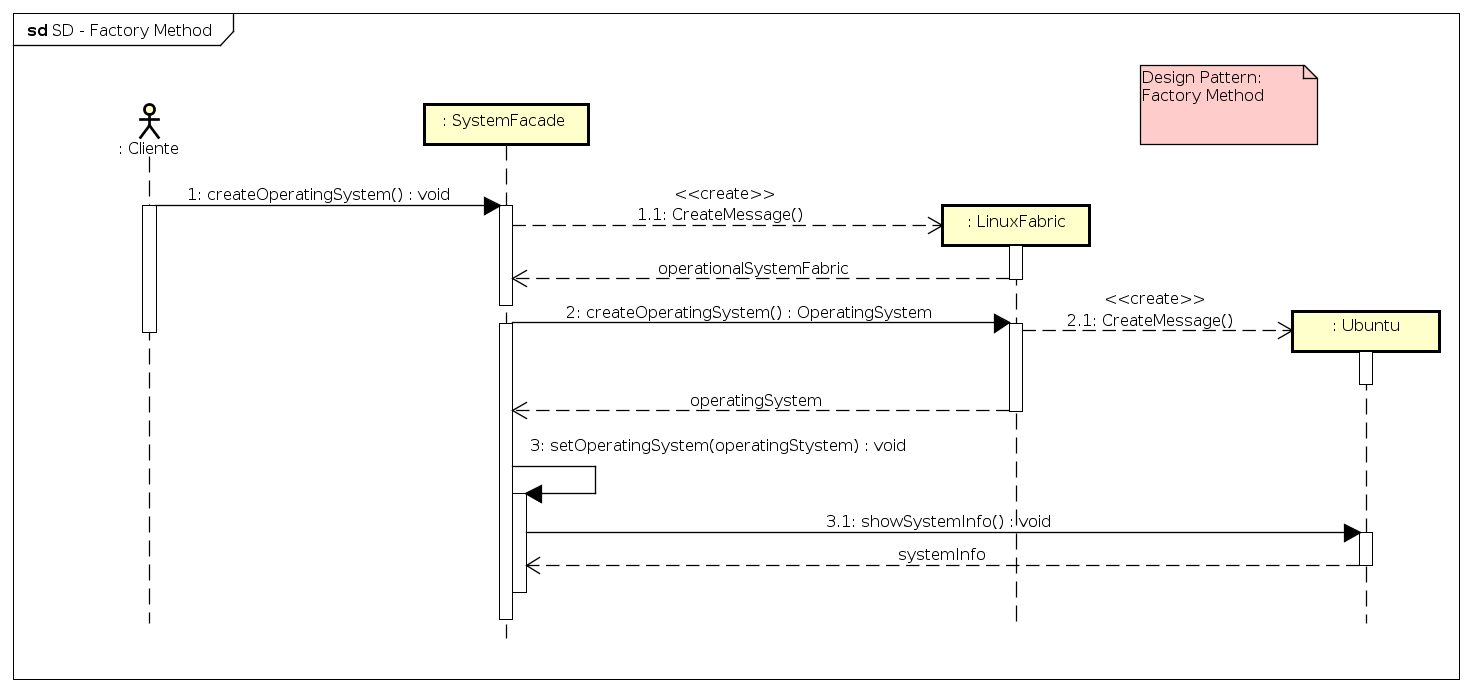 sd SD - Factory Method
Design Pattern:
Factory Method
: Cliente
: SystemFacade
1: createOperatingSystem() : void
<<create>>
1.1: CreateMessage()
: LinuxFabric
operationalSystemFabric
2: createOperatingSystem() : OperatingSystem
<<create>>
2.1: CreateMessage()
: Ubuntu
operatingSystem
3: setOperatingSystem(operatingStystem) : void
3.1: showSystemInfo() : void
systemInfo